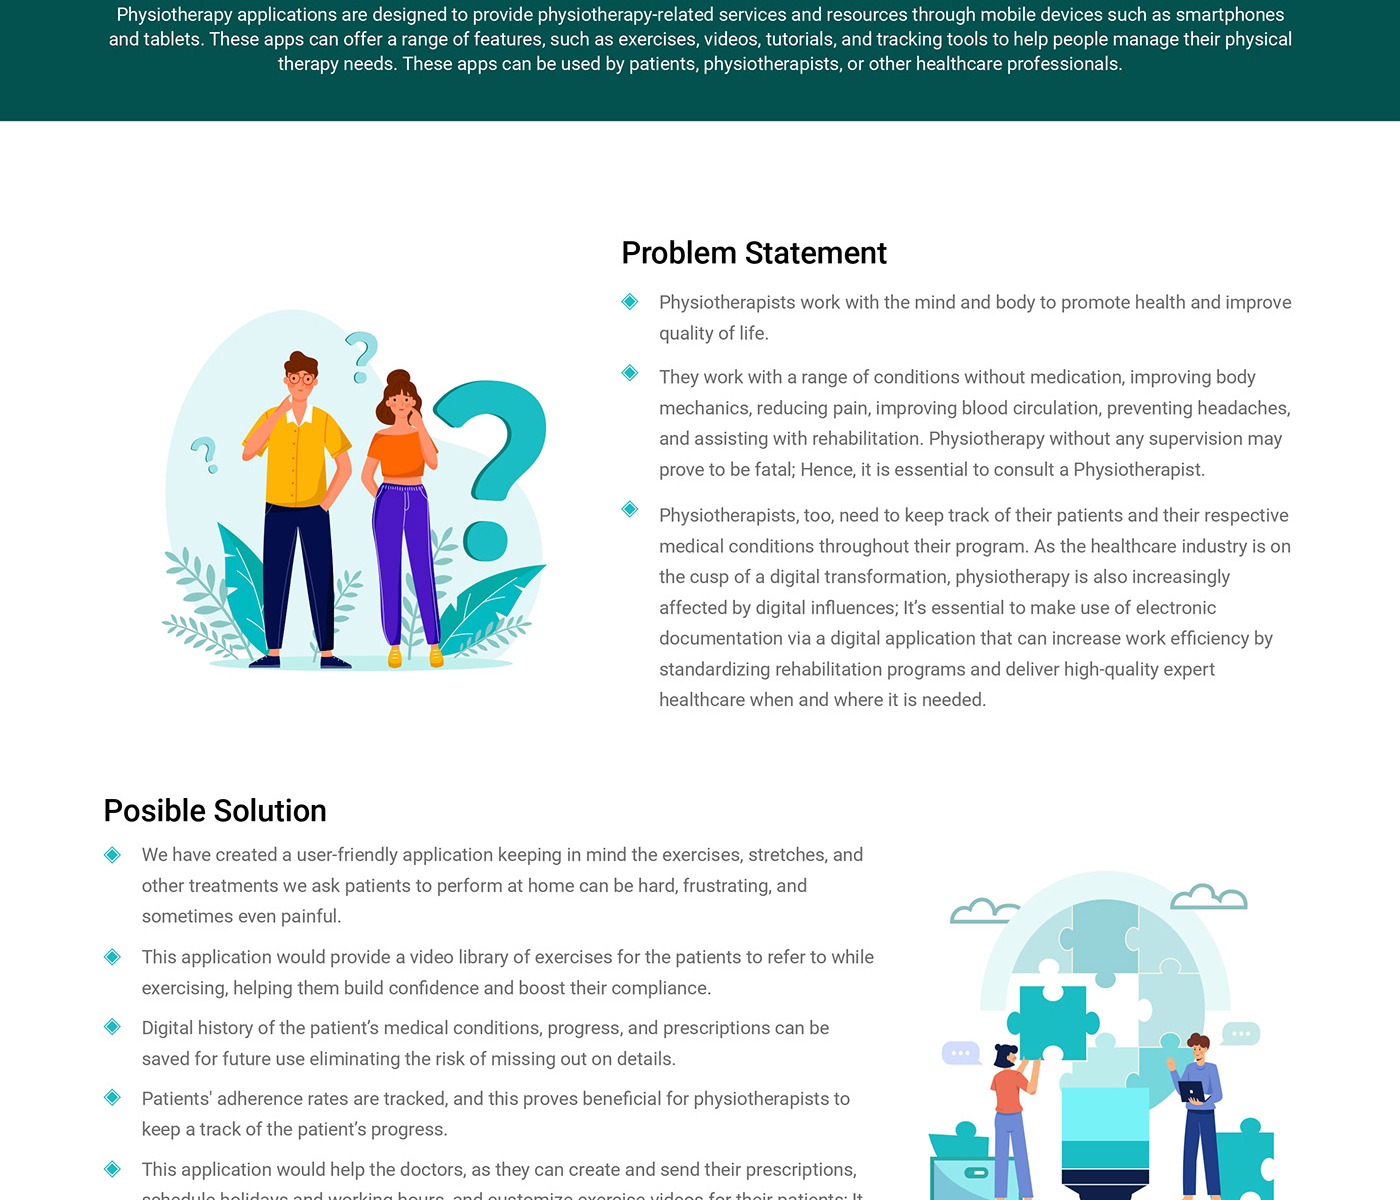 Physiotherapy applications are designed to provide physiotherapy-related services and resources through mobile devices such as smartphones
and tablets. These apps can offer a range of features, such as exercises, videos, tutorials, and tracking tools to help people manage their physical
therapy needs. These apps can be used by patients, physiotherapists, or other healthcare professionals.
Problem Statement
Physiotherapists work with the mind and body to promote health and improve
quality of life.
They work with a range of conditions without medication, improving body
mechanics, reducing pain, improving blood circulation, preventing headaches,
and assisting with rehabilitation. Physiotherapy without any supervision may
prove to be fatal; Hence, it is essential to consult a Physiotherapist.
Physiotherapists, too, need to keep track of their patients and their respective
medical conditions throughout their program. As the healthcare industry is on
the cusp of a digital transformation, physiotherapy is also increasingly
affected by digital influences; It’s essential to make use of electronic
documentation via a digital application that can increase work efficiency by
standardizing rehabilitation programs and deliver high-quality expert
healthcare when and where it is needed.
Posible Solution
We have created a user-friendly application keeping in mind the exercises, stretches, and
other treatments we ask patients to perform at home can be hard, frustrating, and
sometimes even painful.
This application would provide a video library of exercises for the patients to refer to while
exercising, helping them build confidence and boost their compliance.
Digital history of the patient’s medical conditions, progress, and prescriptions can be
saved for future use eliminating the risk of missing out on details.
Patients' adherence rates are tracked, and this proves beneficial for physiotherapists to
keep a track of the patient’s progress.
This application would help the doctors, as they can create and send their prescriptions,
schedule holidays and working hours, and customize exercise videos for their patients; It